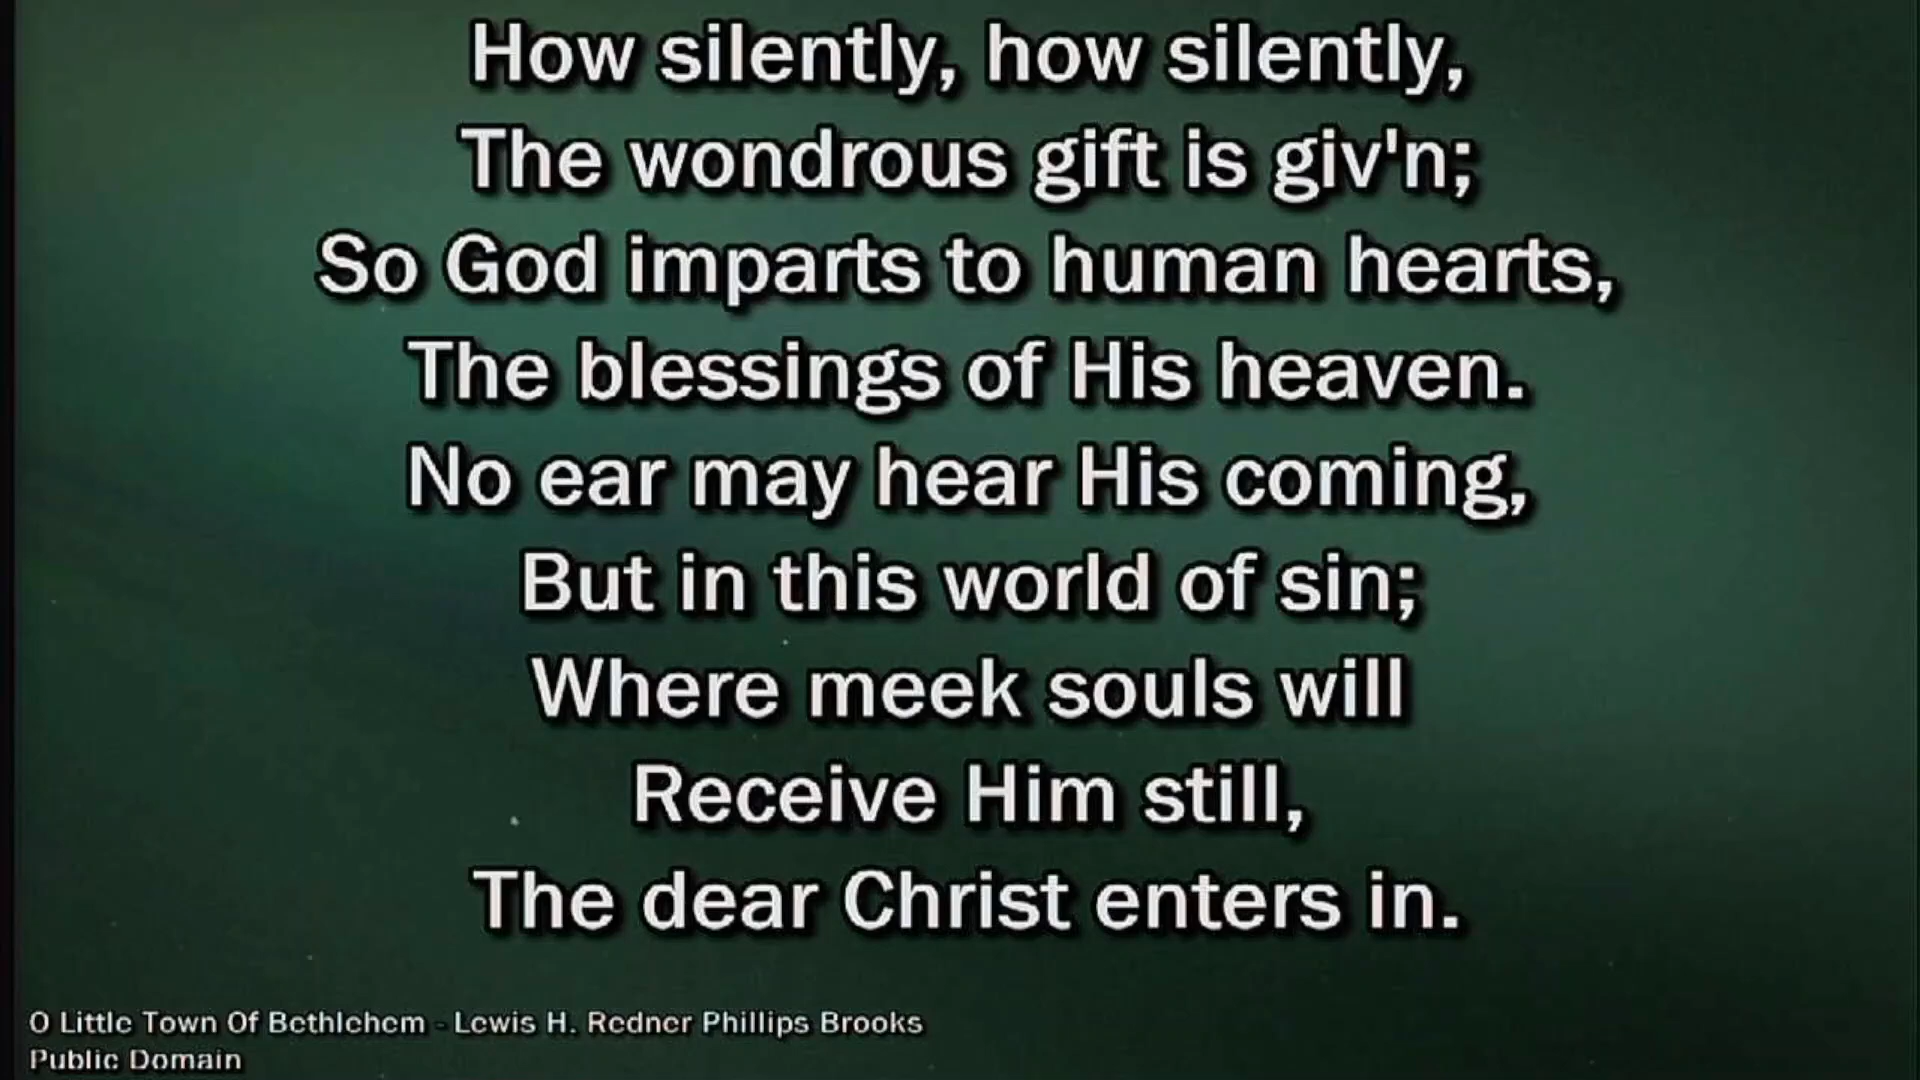 How silently, how silently,
The wondrous gift is giv'n;
So God imparts to human hearts,
The blessings of His heaven.
No ear may hear His coming,
But in this world of sin;
Where meek souls will
Receive Him still,
The dear Christ enters in.
O Little Town Of Bethlehem - Lewis H. Redner Phillips Brooks
Public Domain